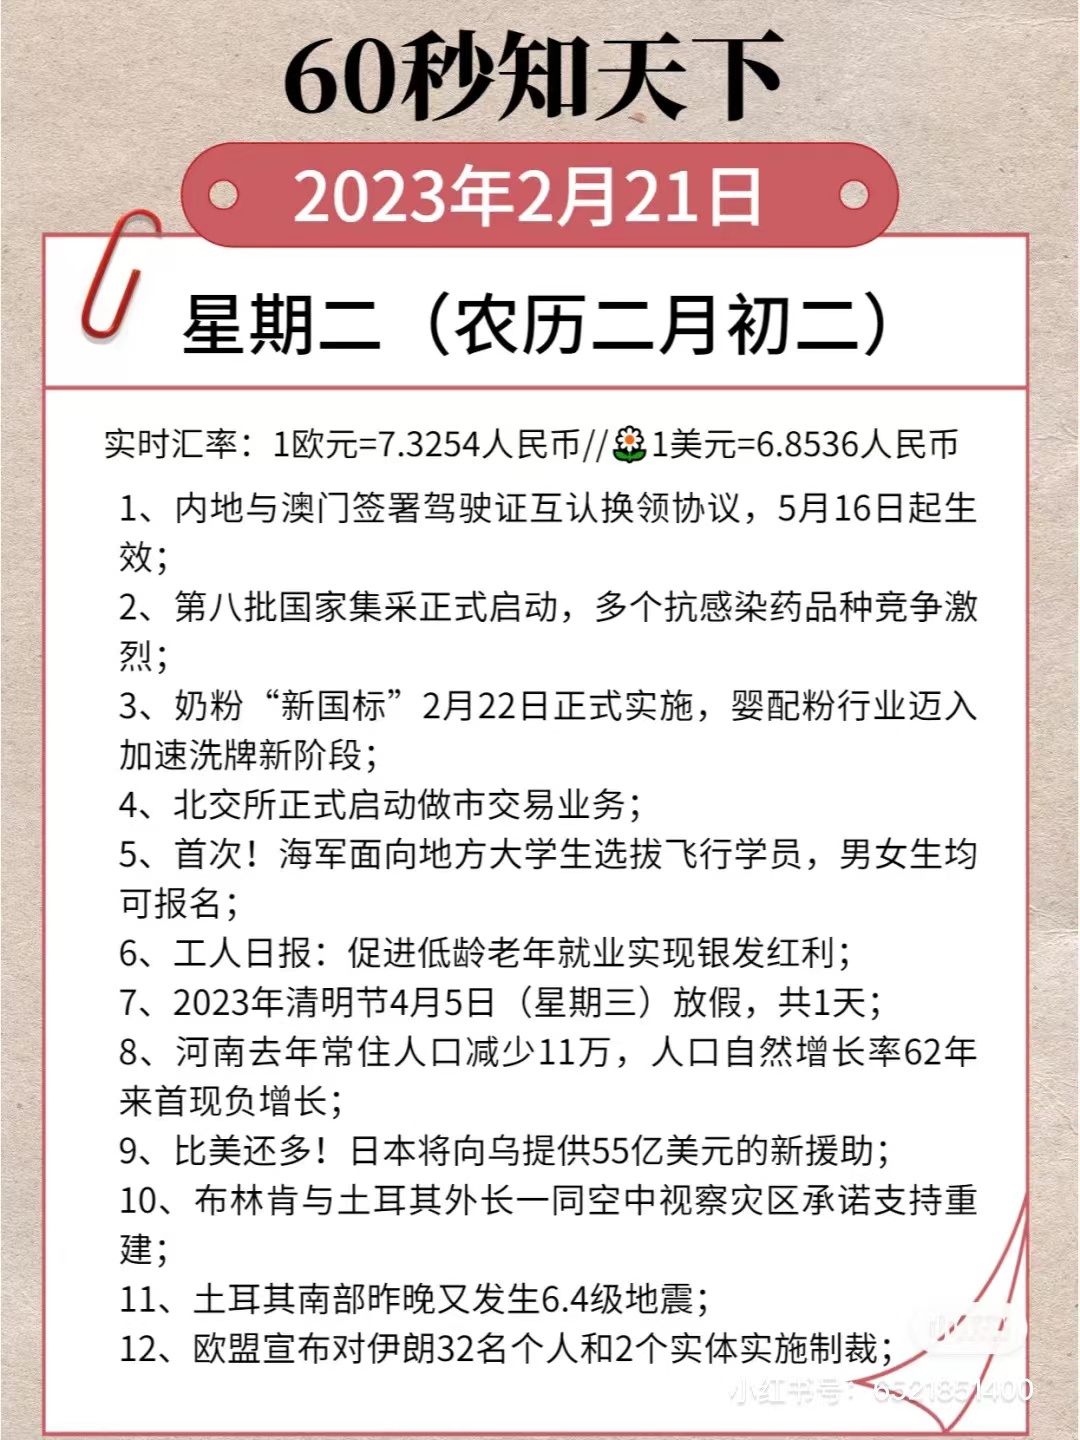 60秒知天下
2023年2月21日
星期二（农历二月初二）
实时汇率：1欧元=7.3254人民币//🌼1美元=6.8536人民币
1、内地与澳门签署驾驶证互认换领协议，5月16日起生
效；
2、第八批国家集采正式启动，多个抗感染药品种竞争激
烈；
3、奶粉“新国标”2月22日正式实施，婴配粉行业迈入
加速洗牌新阶段；
4、北交所正式启动做市交易业务；
5、首次！海军面向地方大学生选拔飞行学员，男女生均
可报名；
6、工人日报：促进低龄老年就业实现银发红利；
7、2023年清明节4月5日（星期三）放假，共1天；
8、河南去年常住人口减少11万，人口自然增长率62年
来首现负增长；
9、比美还多！日本将向乌提供55亿美元的新援助；
10、布林肯与土耳其外长一同空中视察灾区承诺支持重
建；
11、土耳其南部昨晚又发生6.4级地震；
12、欧盟宣布对伊朗32名个人和2个实体实施制裁；
小红书号：6521851400